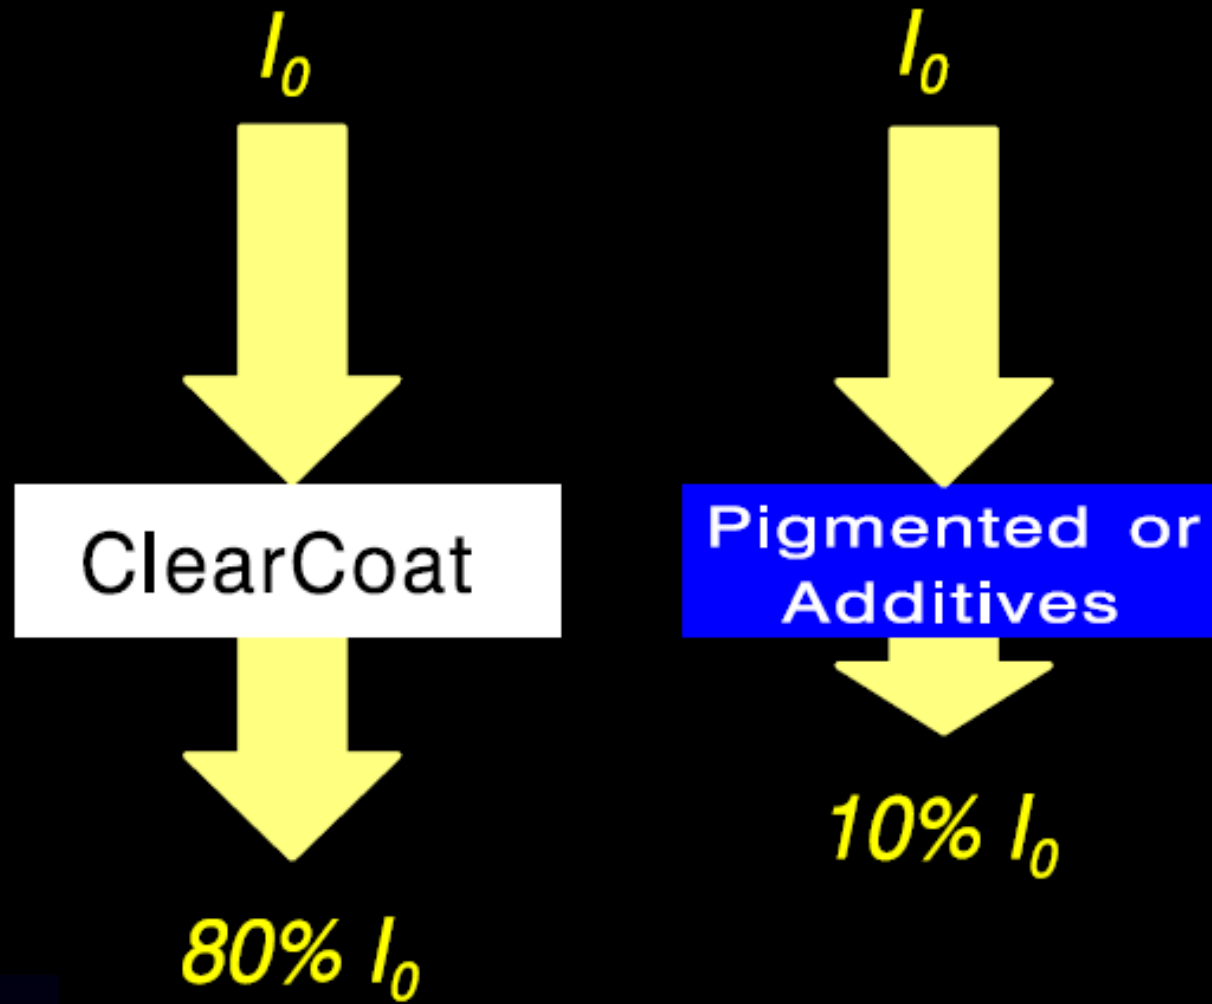 I₀
I₀
ClearCoat
Pigmented or
Additives
10% I₀
80% I₀